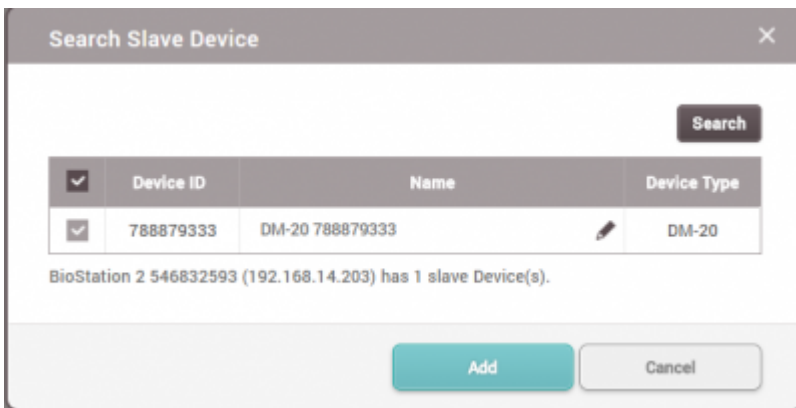 Search Slave Device
Search
Device ID Name Device Type
788879333 DM-20 788879333 DM-20
BioStation 2 546832593 (192.168.14.203) has 1 slave Device(s).
Add Cancel